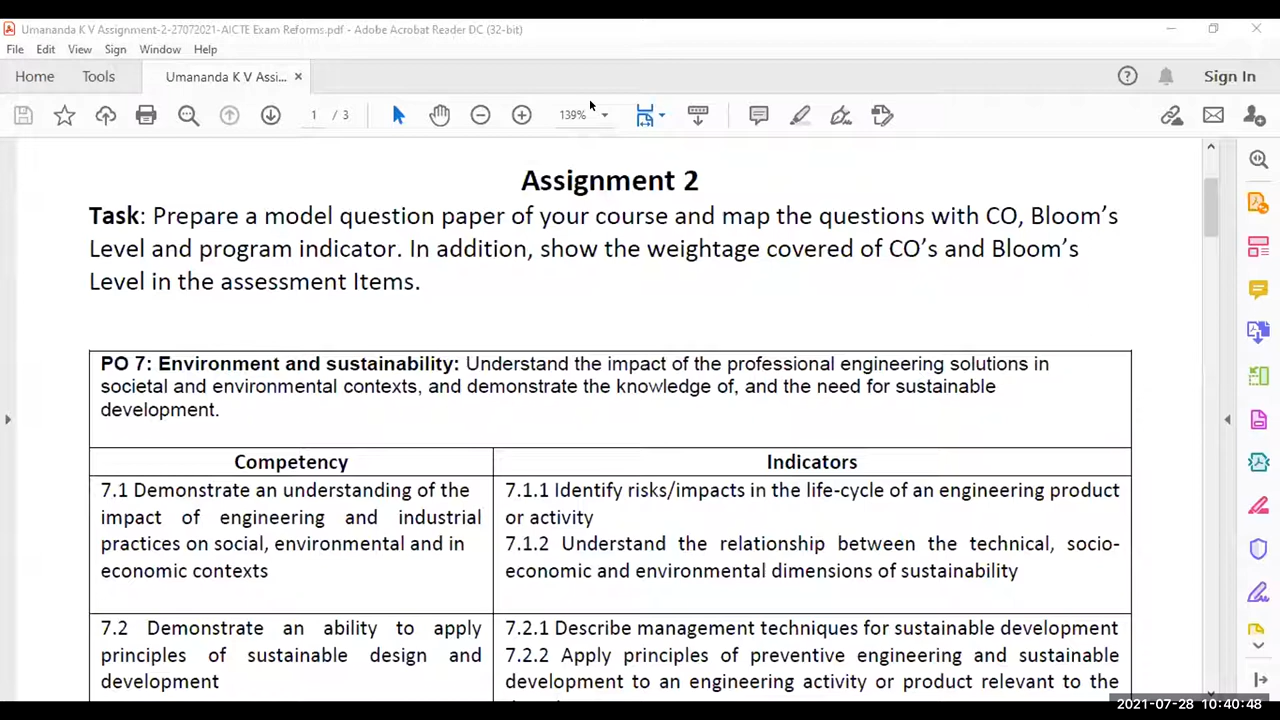 Umananda K V Assignment-2-27072021-AICTE Exam Reforms.pdf - Adobe Acrobat Reader DC (32-bit)
File Edit View Sign Window Help
Home Tools Umananda K V Assi... × Sign In
1 / 3 139%
Assignment 2
Task: Prepare a model question paper of your course and map the questions with CO, Bloom's
Level and program indicator. In addition, show the weightage covered of CO's and Bloom's
Level in the assessment Items.
PO 7: Environment and sustainability: Understand the impact of the professional engineering solutions in
societal and environmental contexts, and demonstrate the knowledge of, and the need for sustainable
development.
Competency Indicators
7.1 Demonstrate an understanding of the
impact of engineering and industrial
practices on social, environmental and in
economic contexts
7.1.1 Identify risks/impacts in the life-cycle of an engineering product
or activity
7.1.2 Understand the relationship between the technical, socio-
economic and environmental dimensions of sustainability
7.2 Demonstrate an ability to apply
principles of sustainable design and
development
7.2.1 Describe management techniques for sustainable development
7.2.2 Apply principles of preventive engineering and sustainable
development to an engineering activity or product relevant to the
2021-07-28 10:40:48